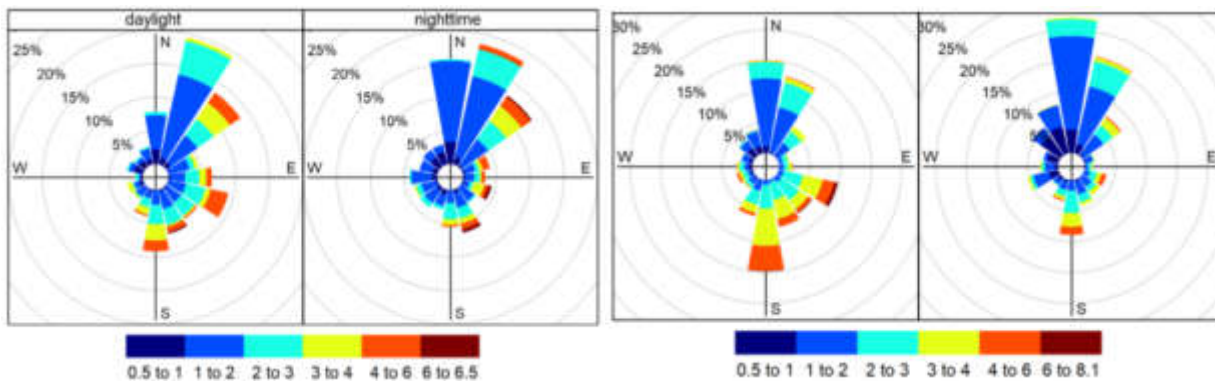 daylight nighttime
N N N N
25% 25% 30% 30%
20% 20% 25% 25%
15% 15% 20% 20%
10% 10% 15% 15%
5% 5% 10% 10%
5% 5%
W E W E W E W E
S S S S
0.5 to 1 1 to 2 2 to 3 3 to 4 4 to 6 6 to 6.5
0.5 to 1 1 to 2 2 to 3 3 to 4 4 to 6 6 to 8.1